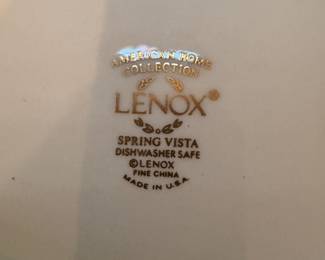 AMERICAN HOME
COLLECTION
LENOX®
SPRING VISTA
DISHWASHER SAFE
©LENOX
FINE CHINA
MADE IN U.S.A.